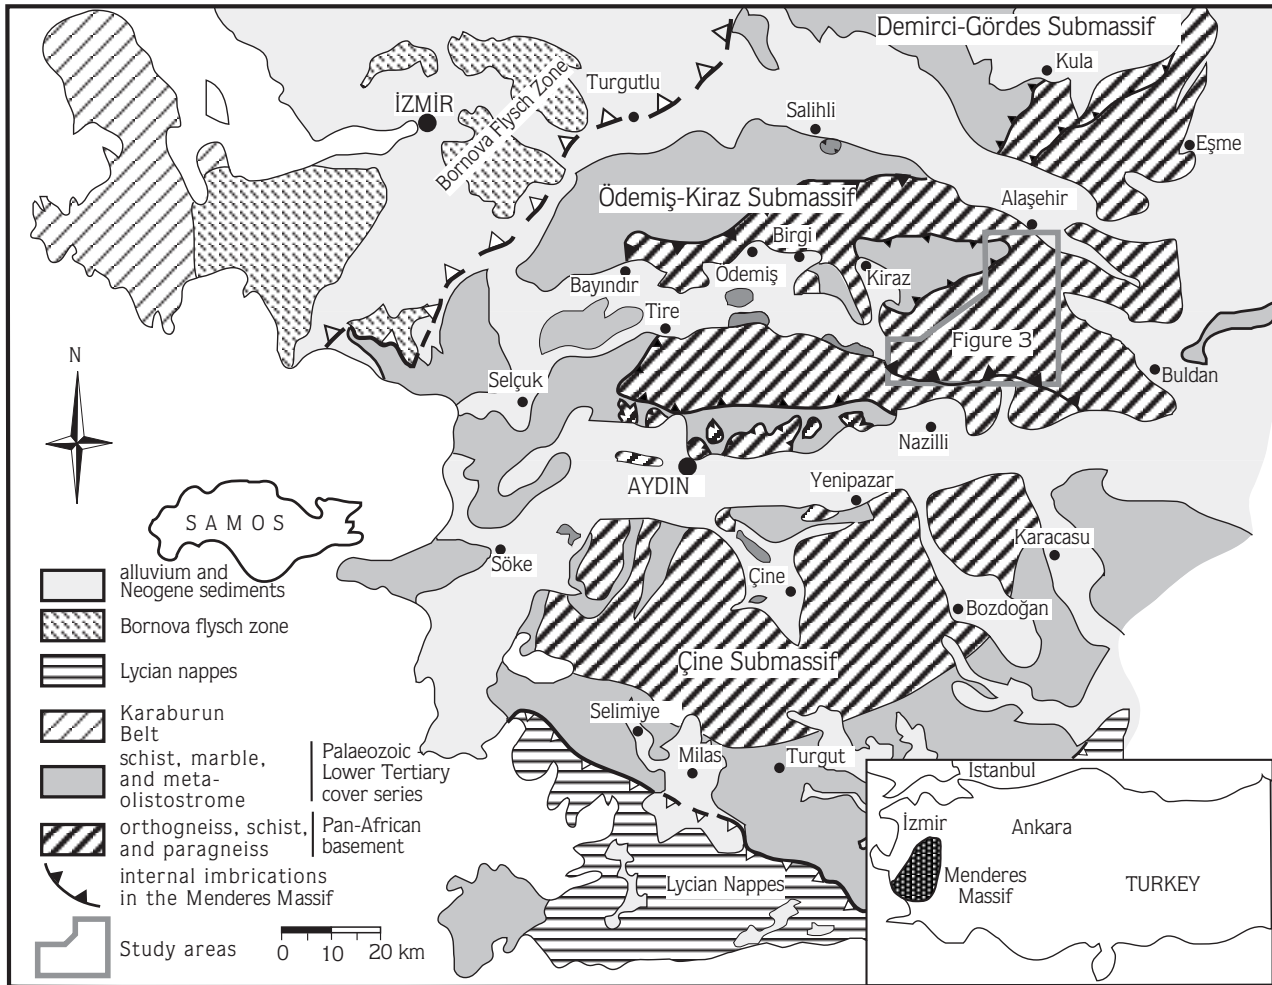 Demirci-Gördes Submassif
Kula
Turgutlu
Bornova Flysch Zone
İZMİR
Salihli
Eşme
Ödemiş-Kiraz Submassif
Alaşehir
Birgi
Bayındır
Ödemiş
Kiraz
Tire
Figure 3
N
Selçuk
Buldan
Nazilli
AYDIN
Yenipazar
SAMOS
Karacasu
Söke
Çine
Bozdoğan
Çine Submassif
Selimiye
Milas
Turgut
Lycian Nappes
alluvium and
Neogene sediments
Bornova flysch zone
Lycian nappes
Karaburun
Belt
schist, marble,
and meta-
olistostrome
Palaeozoic -
Lower Tertiary
cover series
orthogneiss, schist,
and paragneiss
Pan-African
basement
internal imbrications
in the Menderes Massif
Study areas
0 10 20 km
Istanbul
İzmir
Ankara
Menderes
Massif
TURKEY